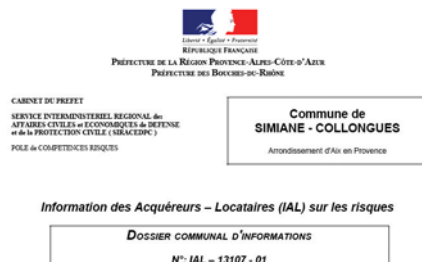 Liberté • Égalité • Fraternité
RÉPUBLIQUE FRANÇAISE
PRÉFECTURE DE LA RÉGION PROVENCE-ALPES-CÔTE-D'AZUR
PRÉFECTURE DES BOUCHES-DU-RHÔNE
CABINET DU PREFET
SERVICE INTERMINISTERIEL REGIONAL des
AFFAIRES CIVILES et ECONOMIQUES de DEFENSE
et de la PROTECTION CIVILE ( SIRACEDPC )
POLE de COMPETENCES RISQUES
Commune de
SIMIANE - COLLONGUES
Arrondissement d'Aix en Provence
Information des Acquéreurs – Locataires (IAL) sur les risques
DOSSIER COMMUNAL D'INFORMATIONS
N°: IAL – 13107 - 01